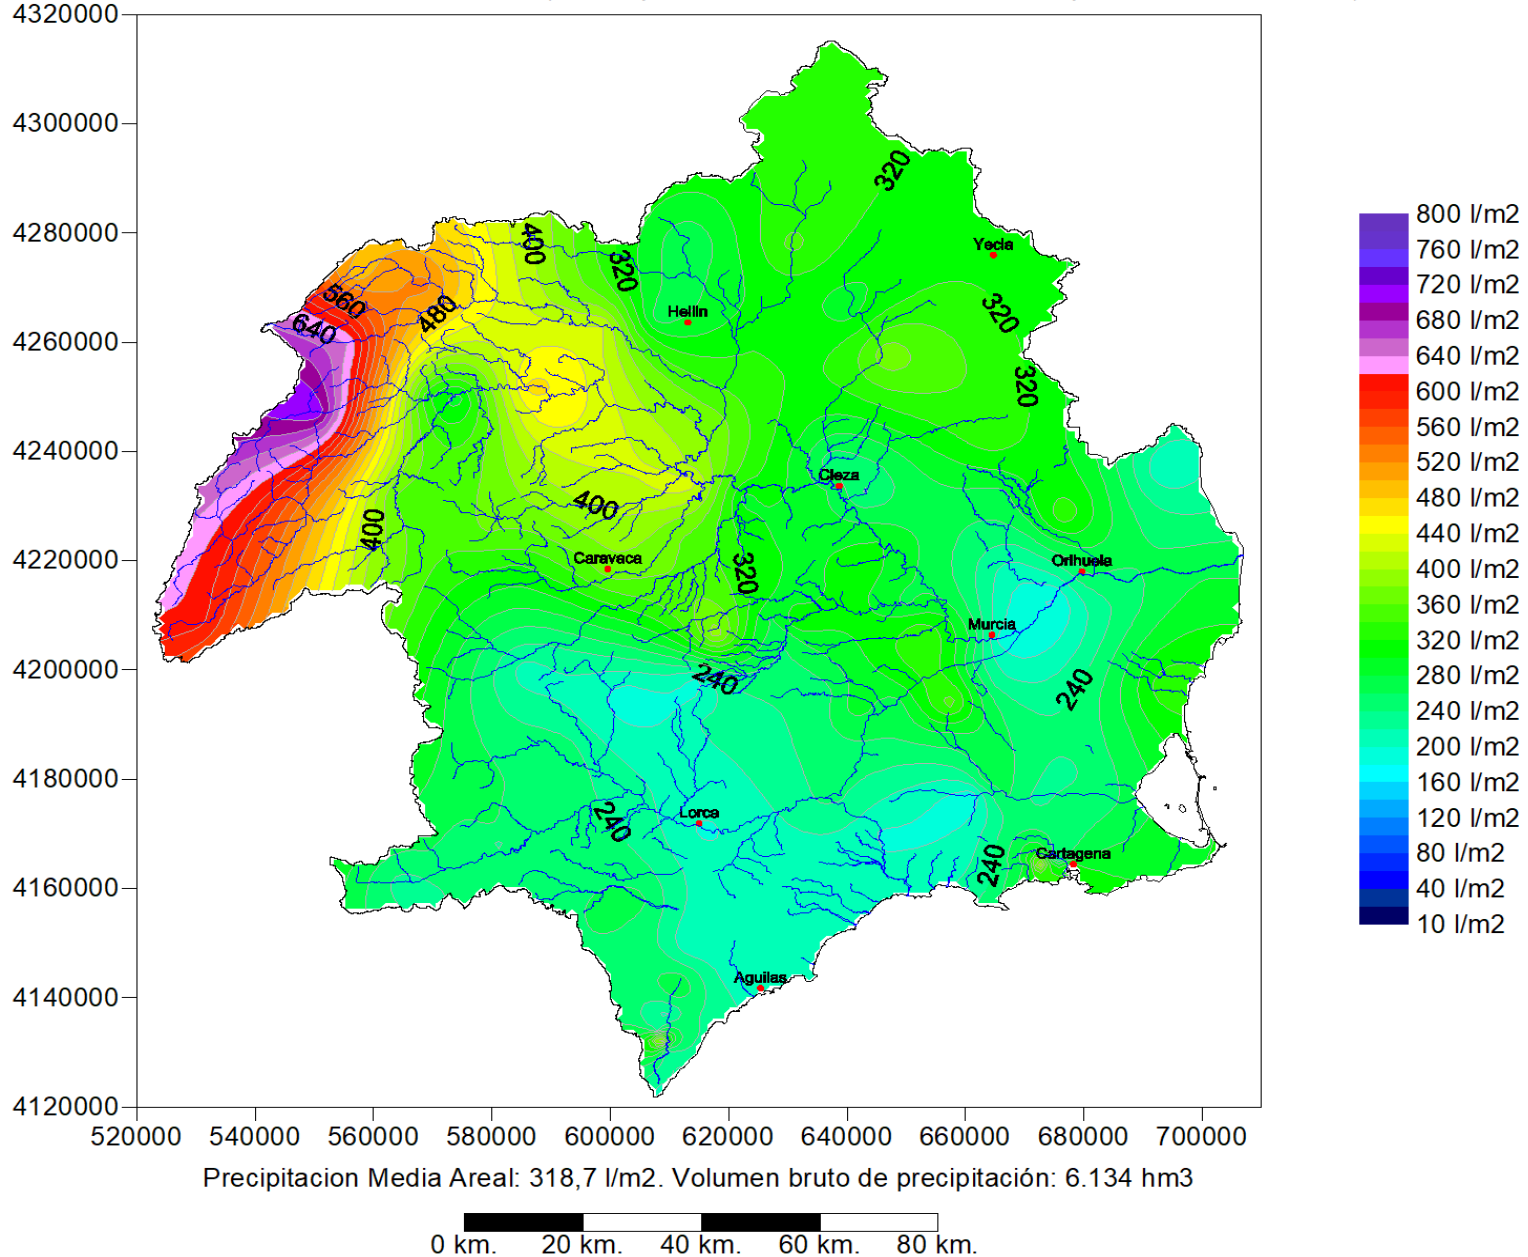 4320000
4300000
4280000
4260000
4240000
4220000
4200000
4180000
4160000
4140000
4120000
520000 540000 560000 580000 600000 620000 640000 660000 680000 700000
320
400
320
Yecla
560
480
Hellin
320
640
320
Cieza
400
400
Caravaca
320
Orihuela
Murcia
240
240
240
Lorca
240
Cartagena
Aguilas
800 l/m2
760 l/m2
720 l/m2
680 l/m2
640 l/m2
600 l/m2
560 l/m2
520 l/m2
480 l/m2
440 l/m2
400 l/m2
360 l/m2
320 l/m2
280 l/m2
240 l/m2
200 l/m2
160 l/m2
120 l/m2
80 l/m2
40 l/m2
10 l/m2
Precipitacion Media Areal: 318,7 l/m2. Volumen bruto de precipitación: 6.134 hm3
0 km. 20 km. 40 km. 60 km. 80 km.